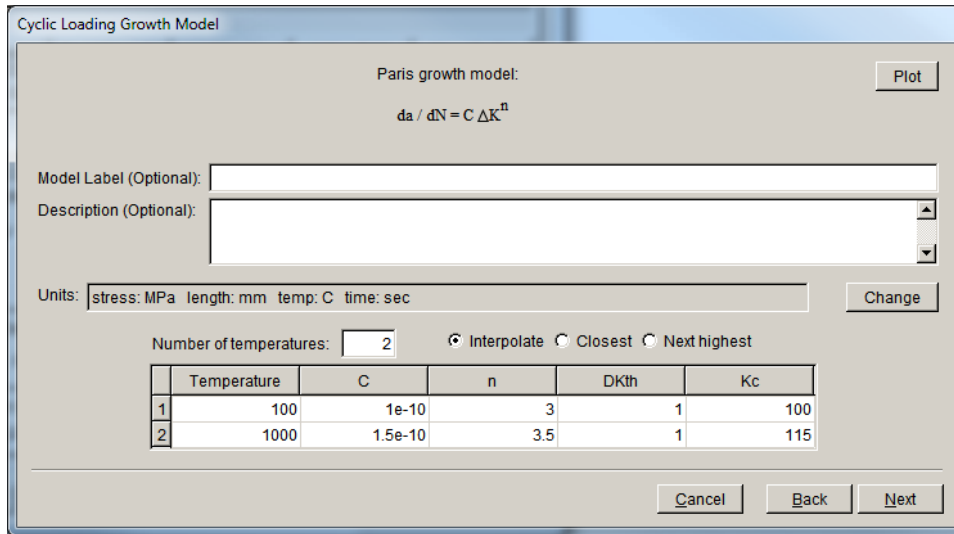 Cyclic Loading Growth Model
Paris growth model:
Plot
da / dN = C △K^n
Model Label (Optional):
Description (Optional):
Units: stress: MPa length: mm temp: C time: sec Change
Number of temperatures: 2 Interpolate Closest Next highest
Temperature C n DKth Kc
1 100 1e-10 3 1 100
2 1000 1.5e-10 3.5 1 115
Cancel Back Next